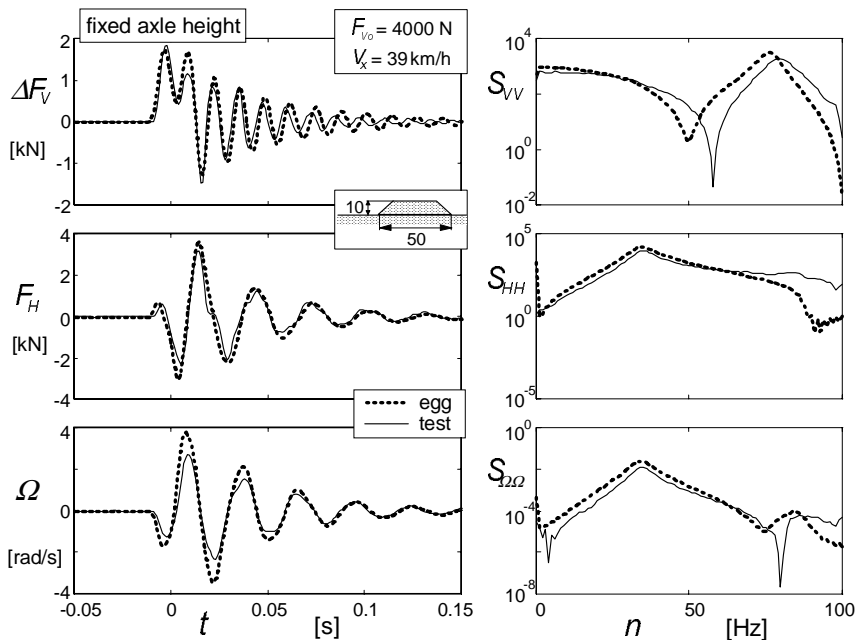 fixed axle height
F_Vo = 4000 N
V_x = 39 km/h
2
1
0
-1
-2
ΔF_V
[kN]
10^4
10^2
10^0
10^-2
S_VV
10
50
4
2
0
-2
-4
F_H
[kN]
10^5
10^0
10^-5
S_HH
egg
test
4
2
0
-2
-4
Ω
[rad/s]
-0.05
0
0.05
0.1
0.15
t
[s]
10^0
10^-4
10^-8
S_ΩΩ
0
50
100
n
[Hz]